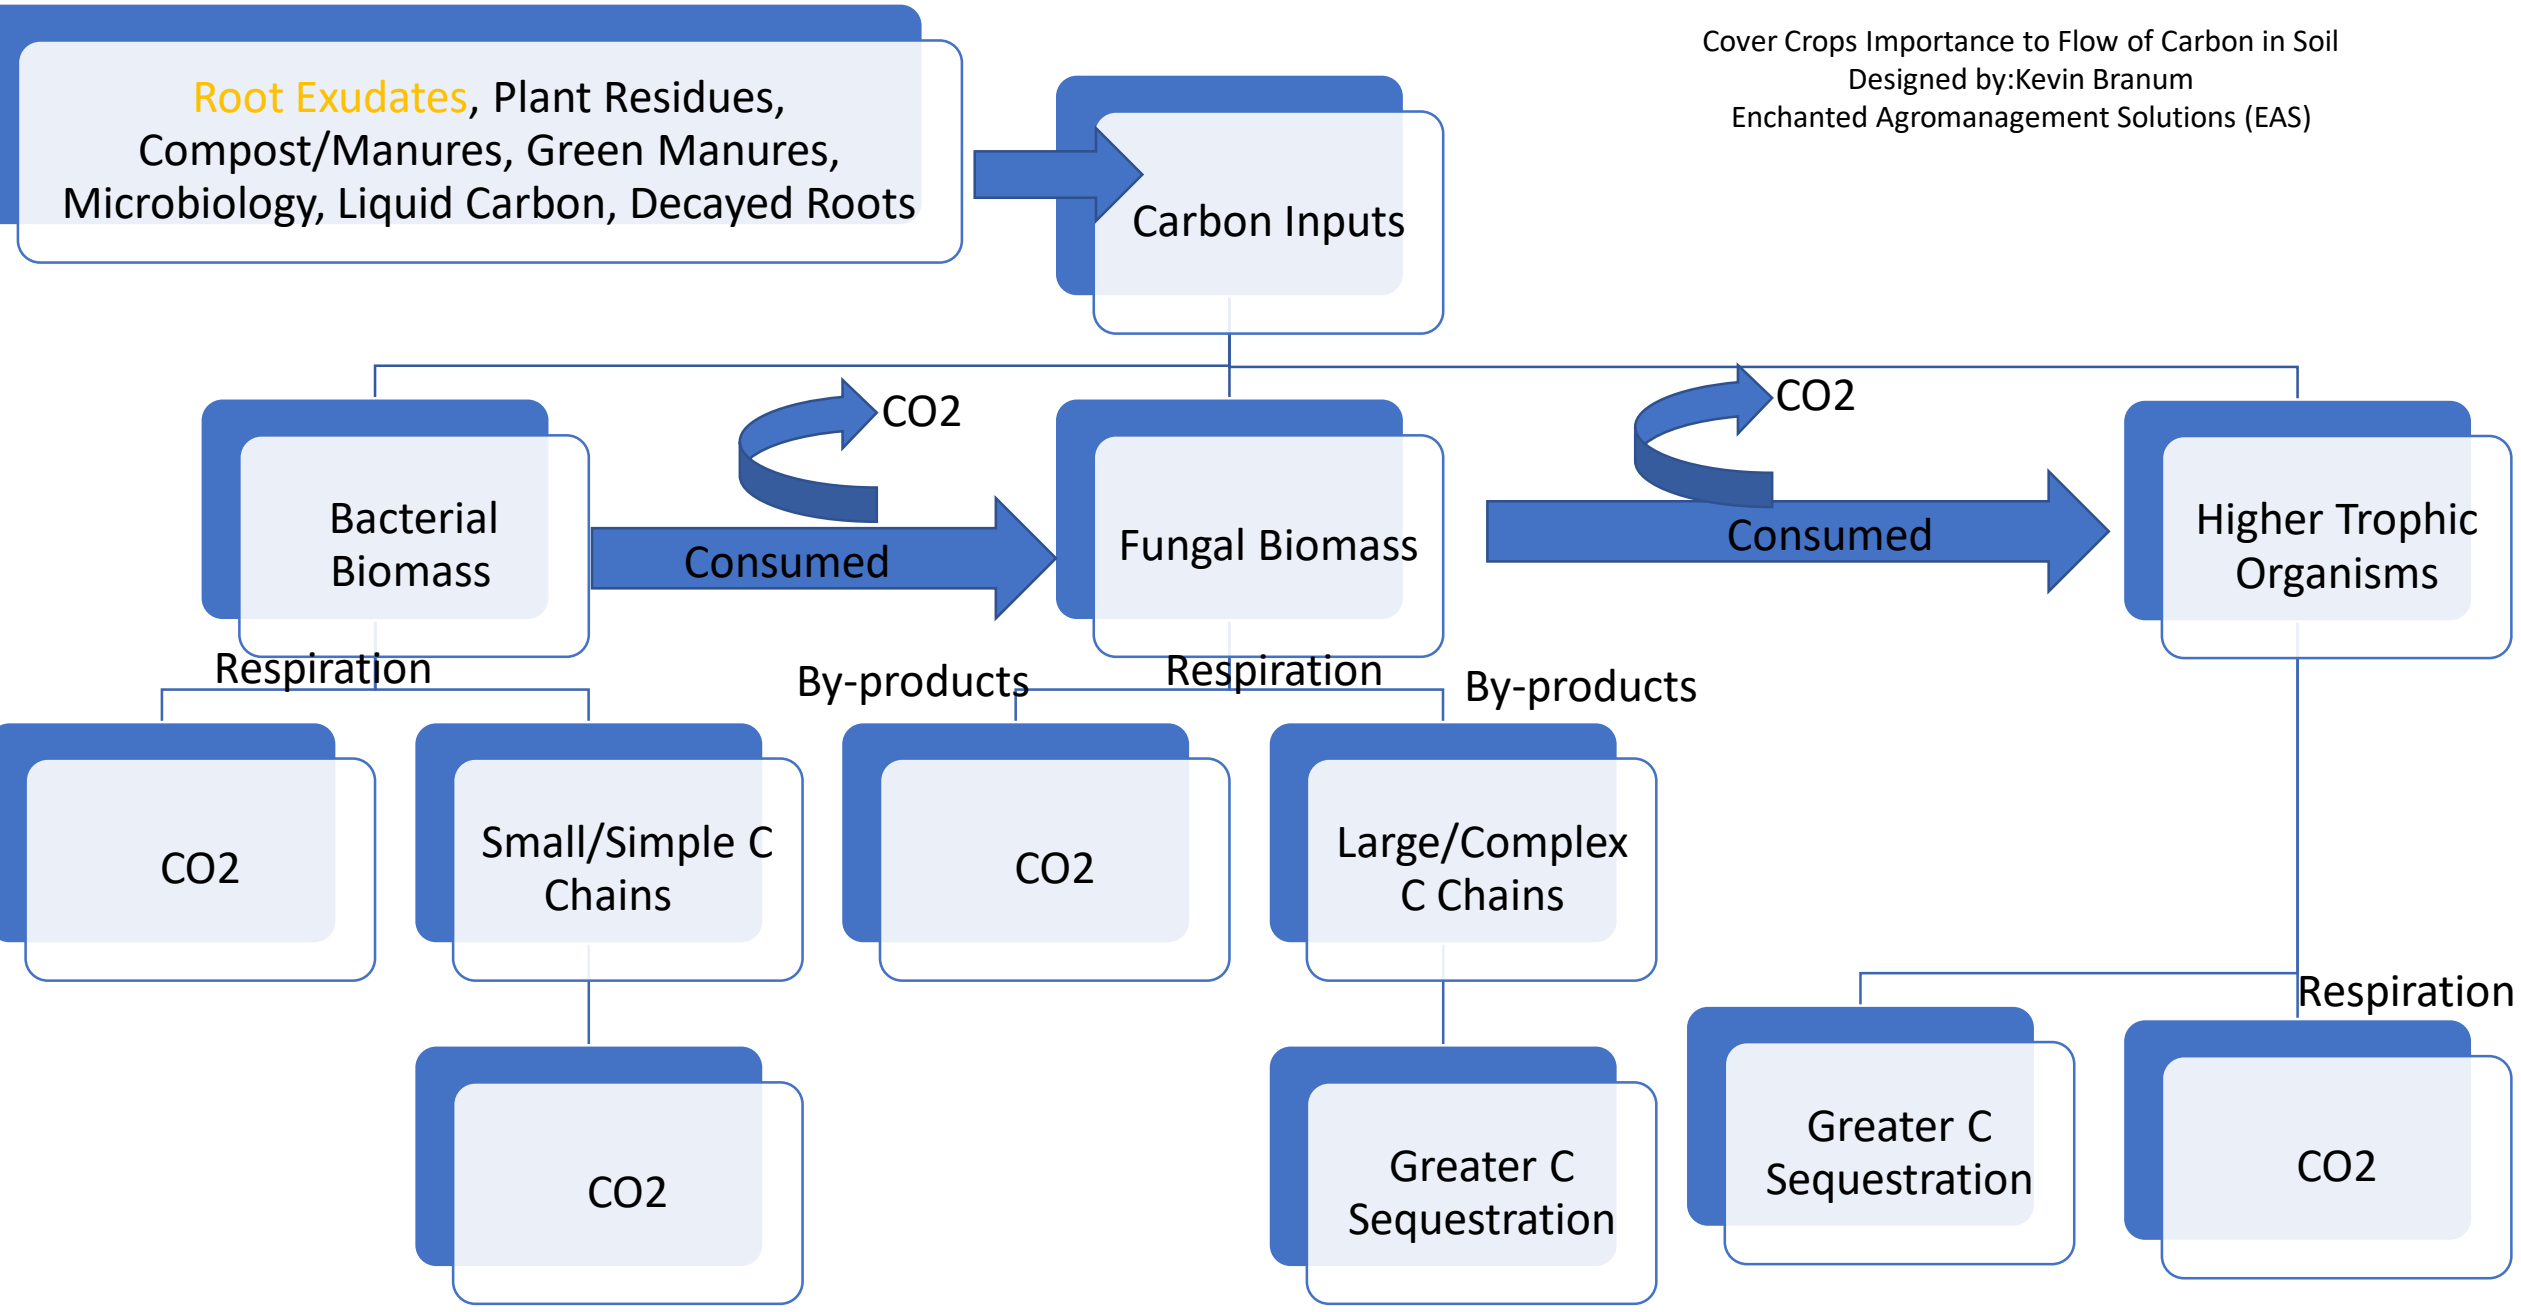 Root Exudates, Plant Residues,
Compost/Manures, Green Manures,
Microbiology, Liquid Carbon, Decayed Roots
Carbon Inputs
Cover Crops Importance to Flow of Carbon in Soil
Designed by:Kevin Branum
Enchanted Agromanagement Solutions (EAS)
CO2
CO2
Bacterial
Biomass
Consumed
Fungal Biomass
Consumed
Higher Trophic
Organisms
Respiration
By-products
Respiration
By-products
CO2
Small/Simple C
Chains
CO2
Large/Complex
C Chains
Respiration
CO2
Greater C
Sequestration
Greater C
Sequestration
CO2